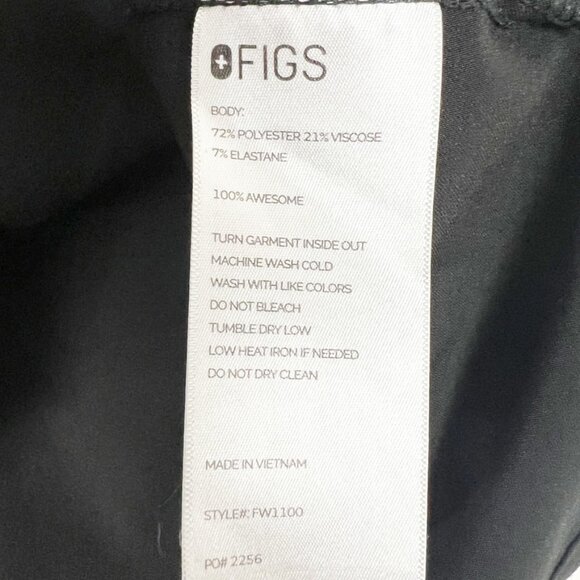 FIGS
BODY:
72% POLYESTER 21% VISCOSE
7% ELASTANE
100% AWESOME
TURN GARMENT INSIDE OUT
MACHINE WASH COLD
WASH WITH LIKE COLORS
DO NOT BLEACH
TUMBLE DRY LOW
LOW HEAT IRON IF NEEDED
DO NOT DRY CLEAN
MADE IN VIETNAM
STYLE#: FW1100
PO# 2256